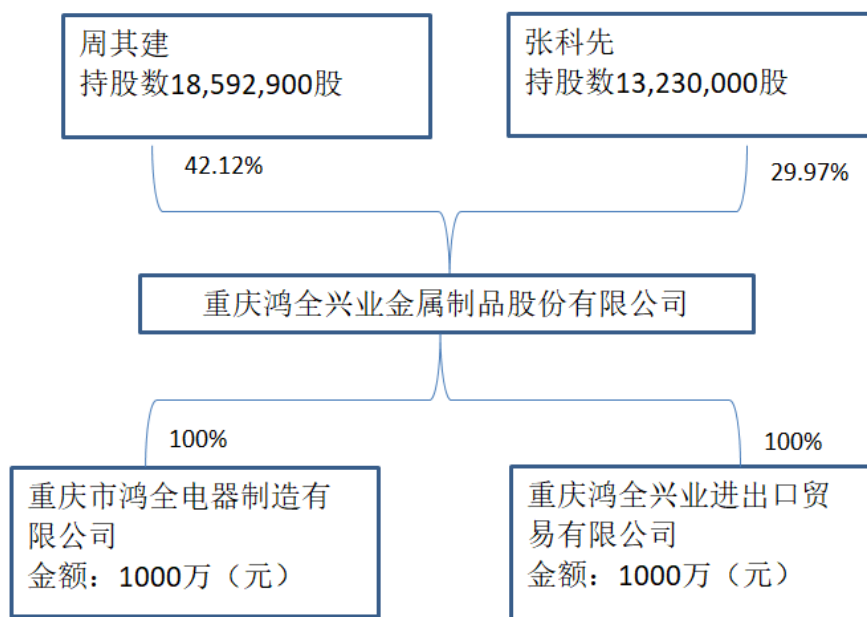 周其建
持股数18,592,900股
张科先
持股数13,230,000股
42.12%
29.97%
重庆鸿全兴业金属制品股份有限公司
100%
100%
重庆市鸿全电器制造有
限公司
金额：1000万（元）
重庆鸿全兴业进出口贸
易有限公司
金额：1000万（元）